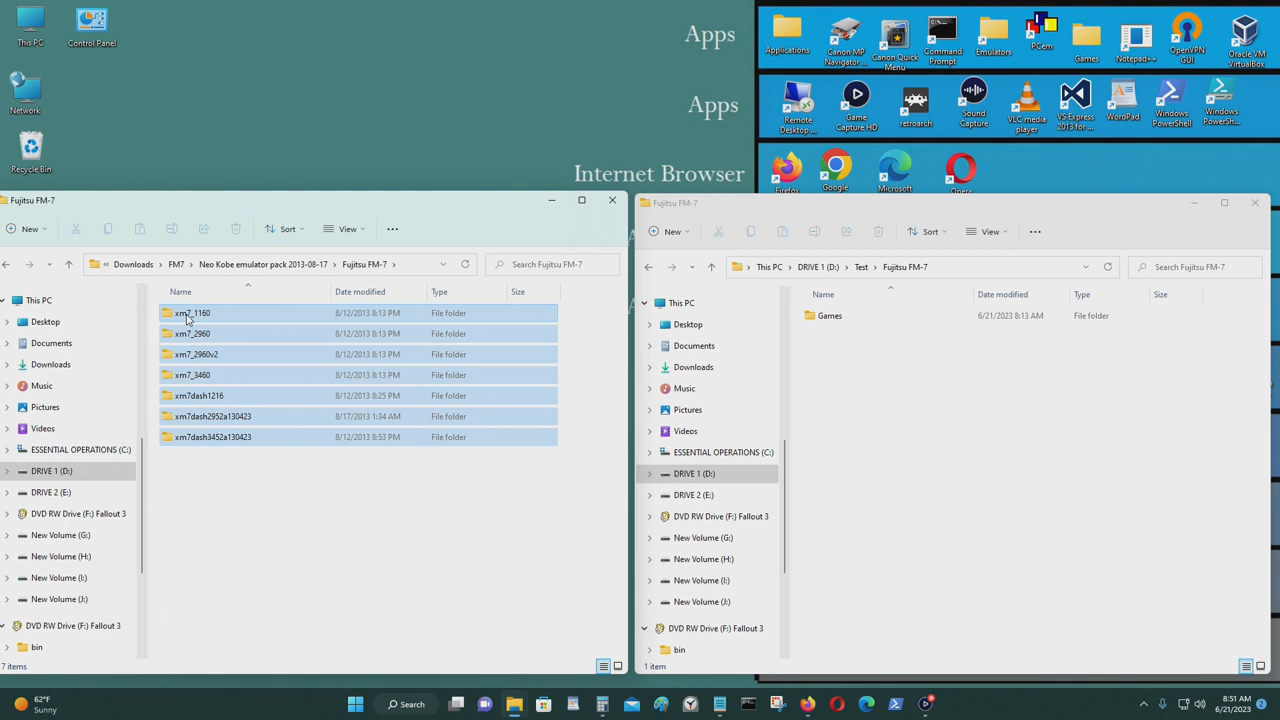 This PC
Control Panel
Network
Recycle Bin
Apps
Apps
Internet Browser
Applications
Canon MP Navigator ...
Canon Quick Menu
Command Prompt
Emulators
PCem
Games
Notepad++
OpenVPN GUI
Oracle VM VirtualBox
Remote Desktop ...
Game Capture HD
retroarch
Sound Capture
VLC media player
VS Express 2013 for ...
WordPad
Windows PowerShell
Windows PowerSh...
Firefox
Google
Microsoft
Opera
Fujitsu FM-7
New
Sort
View
Downloads
FM7
Neo Kobe emulator pack 2013-08-17
Fujitsu FM-7
Search Fujitsu FM-7
Name Date modified Type Size
This PC
Desktop
Documents
Downloads
Music
Pictures
Videos
ESSENTIAL OPERATIONS (C:)
DRIVE 1 (D:)
DRIVE 2 (E:)
DVD RW Drive (F:) Fallout 3
New Volume (G:)
New Volume (H:)
New Volume (I:)
New Volume (J:)
DVD RW Drive (F:) Fallout 3
bin
xm7_1160 8/12/2013 8:13 PM File folder
xm7_2960 8/12/2013 8:13 PM File folder
xm7_2960v2 8/12/2013 8:13 PM File folder
xm7_3460 8/12/2013 8:13 PM File folder
xm7dash1216 8/12/2013 8:25 PM File folder
xm7dash2952a130423 8/17/2013 1:34 AM File folder
xm7dash3452a130423 8/12/2013 8:53 PM File folder
7 items
Fujitsu FM-7
New
Sort
View
This PC
DRIVE 1 (D:)
Test
Fujitsu FM-7
Search Fujitsu FM-7
Name Date modified Type Size
This PC
Desktop
Documents
Downloads
Music
Pictures
Videos
ESSENTIAL OPERATIONS (C:)
DRIVE 1 (D:)
DRIVE 2 (E:)
DVD RW Drive (F:) Fallout 3
New Volume (G:)
New Volume (H:)
New Volume (I:)
New Volume (J:)
DVD RW Drive (F:) Fallout 3
bin
Games 6/21/2023 8:13 AM File folder
1 item
62°F
Sunny
Search
8:51 AM
6/21/2023